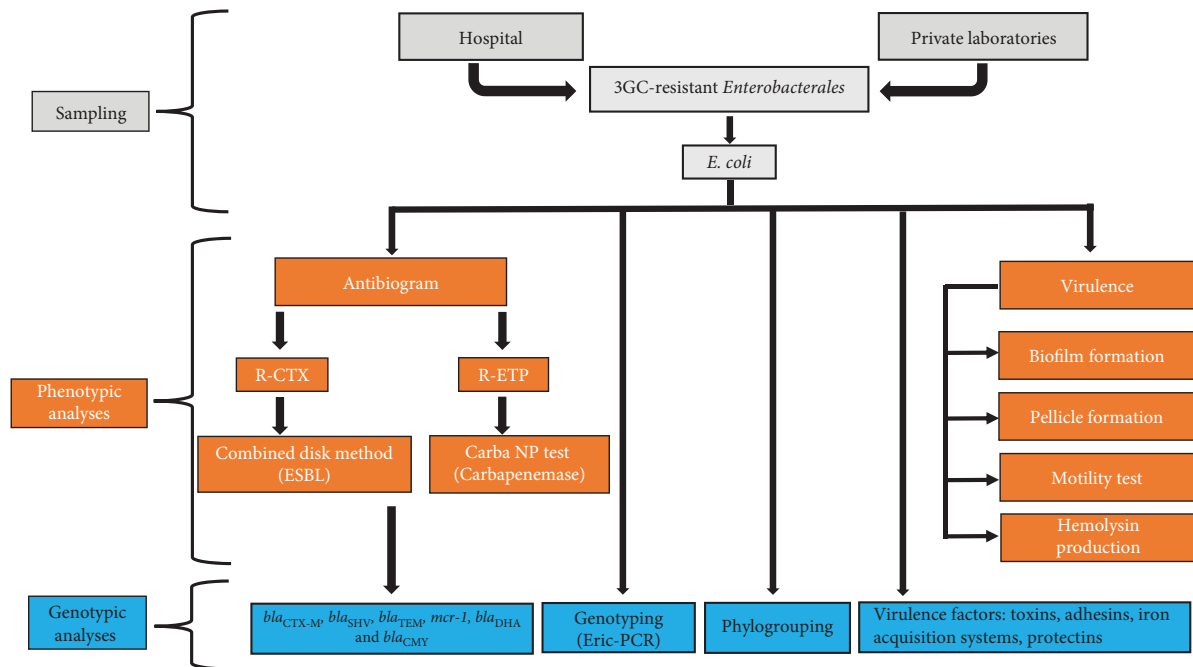 Hospital
Private laboratories
3GC-resistant Enterobacterales
Sampling
E. coli
Antibiogram
Virulence
R-CTX
R-ETP
Biofilm formation
Phenotypic
analyses
Pellicle formation
Combined disk method
(ESBL)
Carba NP test
(Carbapenemase)
Motility test
Hemolysin
production
Genotypic
analyses
blaCTX-M, blaSHV, blaTEM, mcr-1, blaDHA
and blaCMY
Genotyping
(Eric-PCR)
Phylogrouping
Virulence factors: toxins, adhesins, iron
acquisition systems, protectins